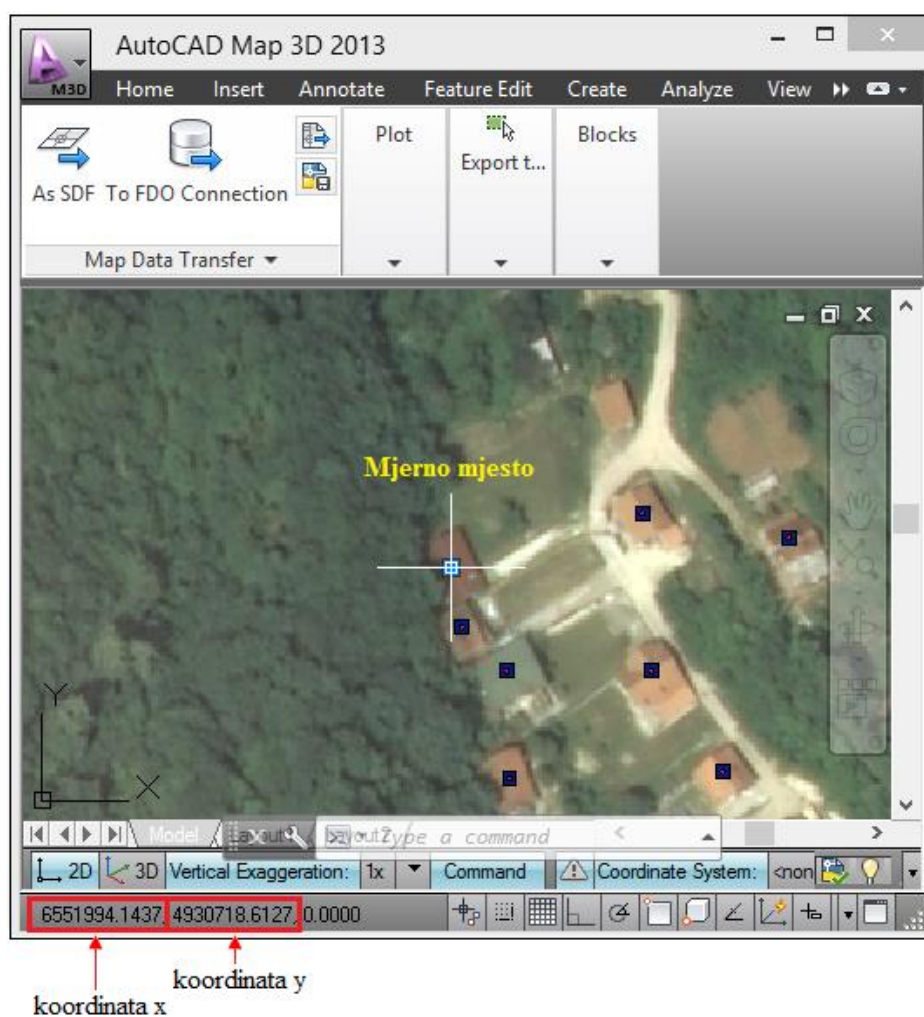 AutoCAD Map 3D 2013
M3D
Home Insert Annotate Feature Edit Create Analyze View
Plot
Export t...
Blocks
As SDF To FDO Connection
Map Data Transfer
Mjerno mjesto
Y
X
Model Layout2 Type a command
2D 3D Vertical Exaggeration: 1x Command Coordinate System: <non
6551994.1437, 4930718.6127, 0.0000
koordinata y
koordinata x